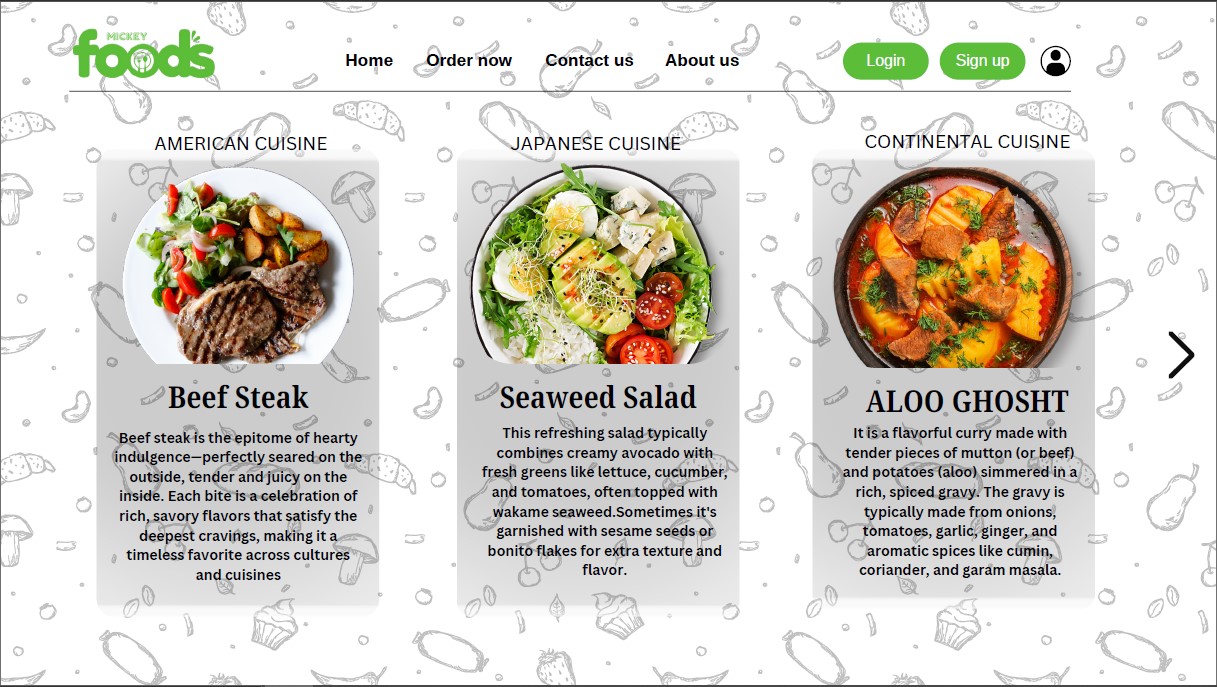 MICKEY
foods
Home Order now Contact us About us
Login Sign up
AMERICAN CUISINE
Beef Steak
Beef steak is the epitome of hearty
indulgence—perfectly seared on the
outside, tender and juicy on the
inside. Each bite is a celebration of
rich, savory flavors that satisfy the
deepest cravings, making it a
timeless favorite across cultures
and cuisines
JAPANESE CUISINE
Seaweed Salad
This refreshing salad typically
combines creamy avocado with
fresh greens like lettuce, cucumber,
and tomatoes, often topped with
wakame seaweed.Sometimes it's
garnished with sesame seeds or
bonito flakes for extra texture and
flavor.
CONTINENTAL CUISINE
ALOO GHOSHT
It is a flavorful curry made with
tender pieces of mutton (or beef)
and potatoes (aloo) simmered in a
rich, spiced gravy. The gravy is
typically made from onions,
tomatoes, garlic, ginger, and
aromatic spices like cumin,
coriander, and garam masala.